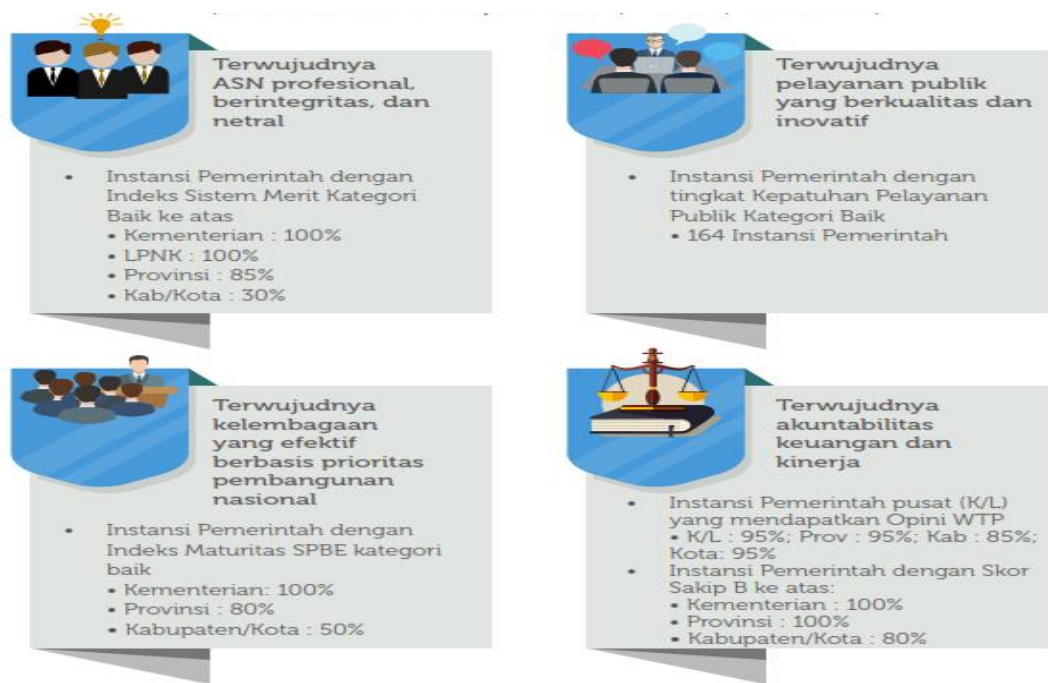 Terwujudnya
ASN profesional,
berintegritas, dan
netral
• Instansi Pemerintah dengan
Indeks Sistem Merit Kategori
Baik ke atas
• Kementerian : 100%
• LPNK : 100%
• Provinsi : 85%
• Kab/Kota : 30%
Terwujudnya
pelayanan publik
yang berkualitas dan
inovatif
• Instansi Pemerintah dengan
tingkat Kepatuhan Pelayanan
Publik Kategori Baik
• 164 Instansi Pemerintah
Terwujudnya
kelembagaan
yang efektif
berbasis prioritas
pembangunan
nasional
• Instansi Pemerintah dengan
Indeks Maturitas SPBE kategori
baik
• Kementerian: 100%
• Provinsi : 80%
• Kabupaten/Kota : 50%
Terwujudnya
akuntabilitas
keuangan dan
kinerja
• Instansi Pemerintah pusat (K/L)
yang mendapatkan Opini WTP
• K/L : 95%; Prov : 95%; Kab : 85%;
Kota: 95%
• Instansi Pemerintah dengan Skor
Sakip B ke atas:
• Kementerian : 100%
• Provinsi : 100%
• Kabupaten/Kota : 80%